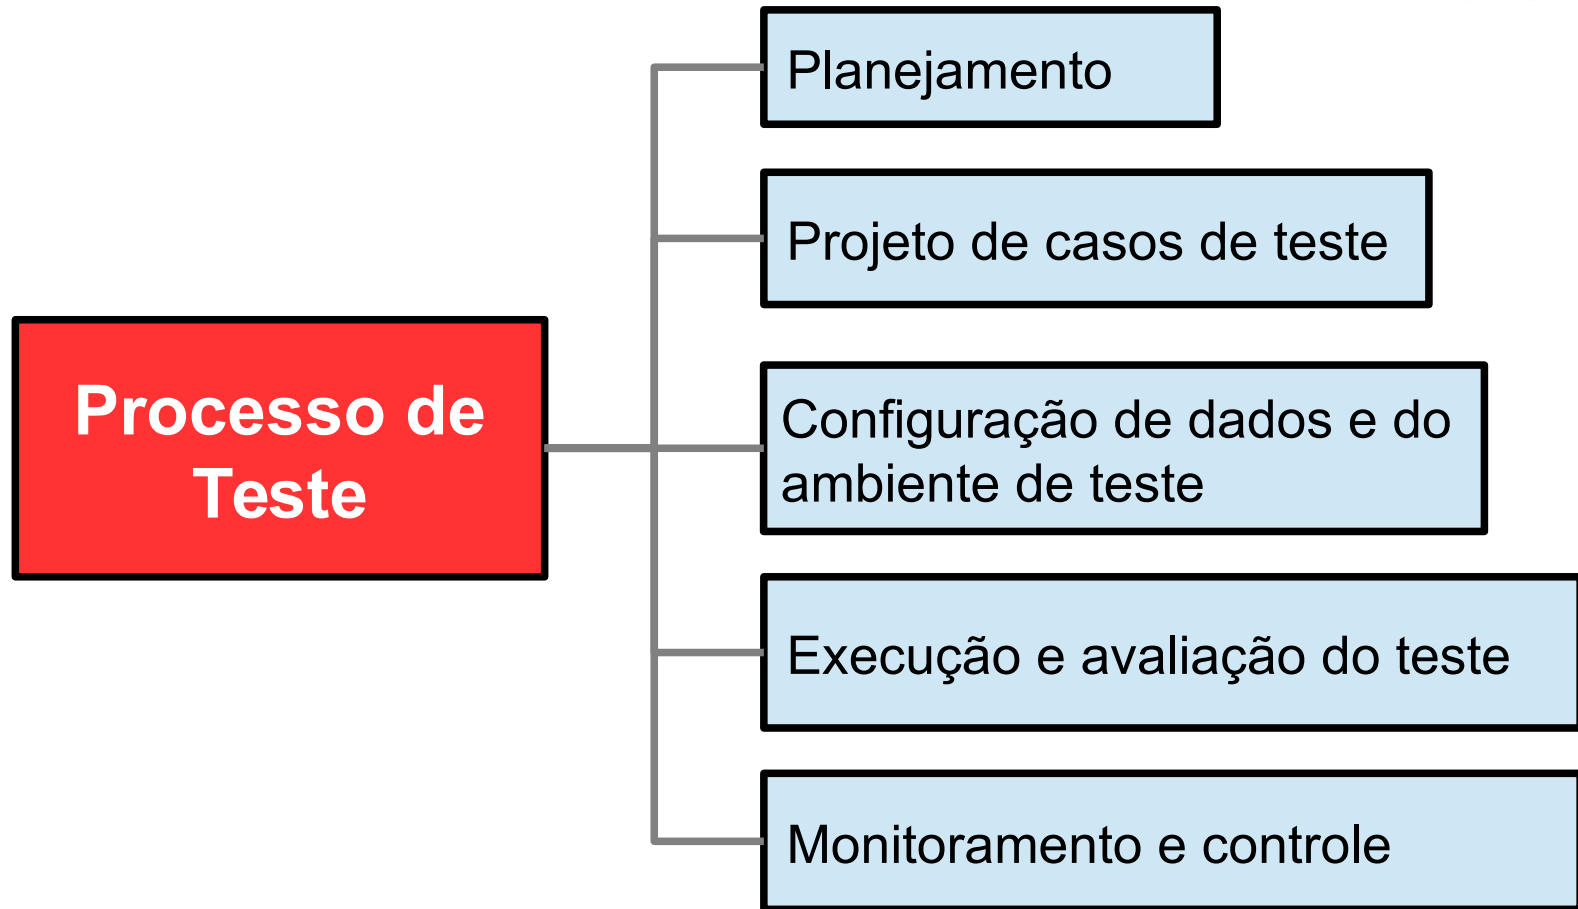 Planejamento
Projeto de casos de teste
Processo de
Teste
Configuração de dados e do
ambiente de teste
Execução e avaliação do teste
Monitoramento e controle